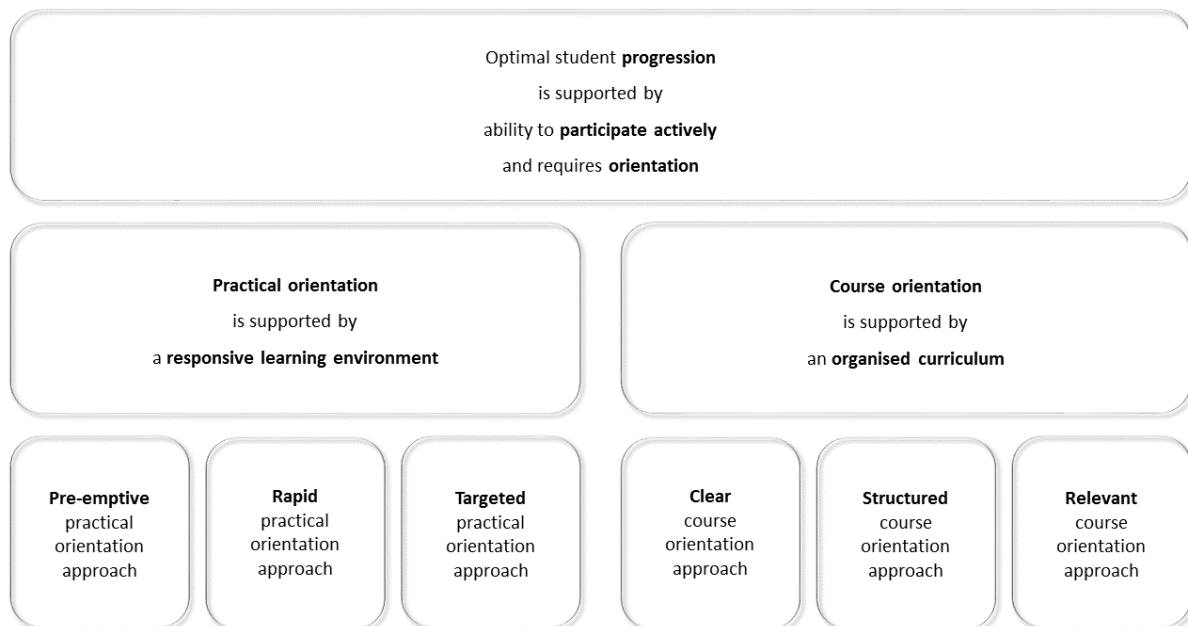 Optimal student progression
is supported by
ability to participate actively
and requires orientation
Practical orientation
is supported by
a responsive learning environment
Course orientation
is supported by
an organised curriculum
Pre-emptive
practical
orientation
approach
Rapid
practical
orientation
approach
Targeted
practical
orientation
approach
Clear
course
orientation
approach
Structured
course
orientation
approach
Relevant
course
orientation
approach